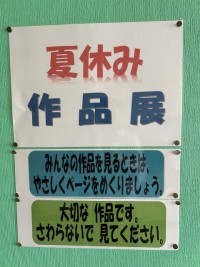 夏休み
作品展
みんなの作品を見るときは、
やさしくページをめくりましょう。
大切な 作品です。
さわらないで 見てください。